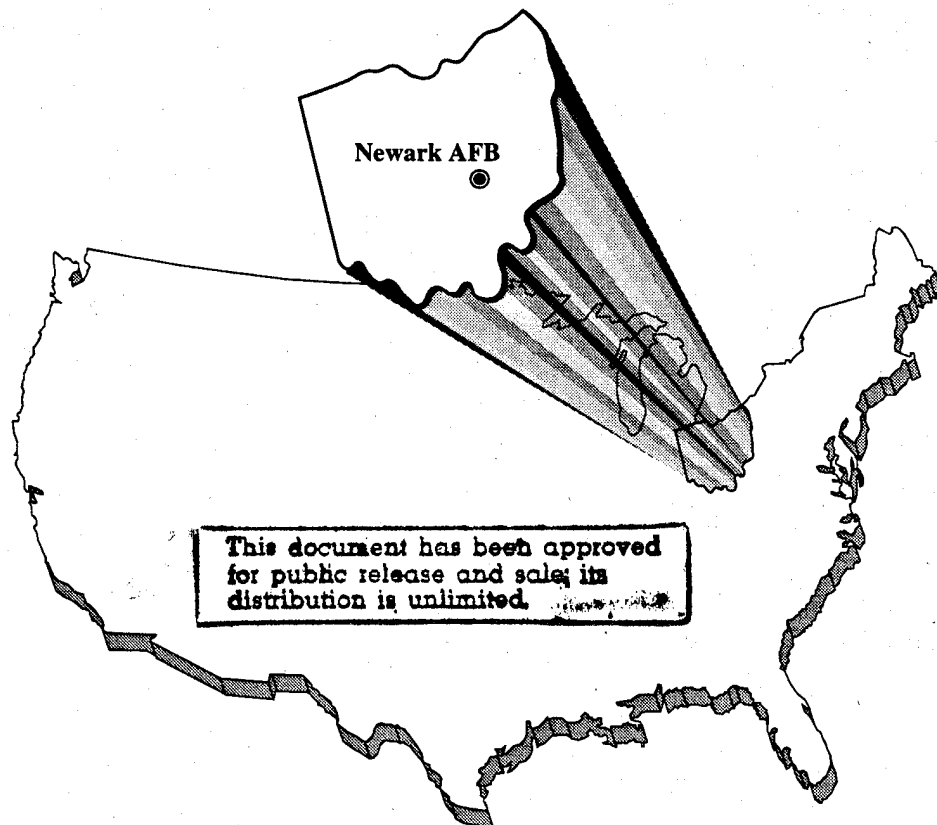 Newark AFB
This document has been approved
for public release and sale; its
distribution is unlimited.